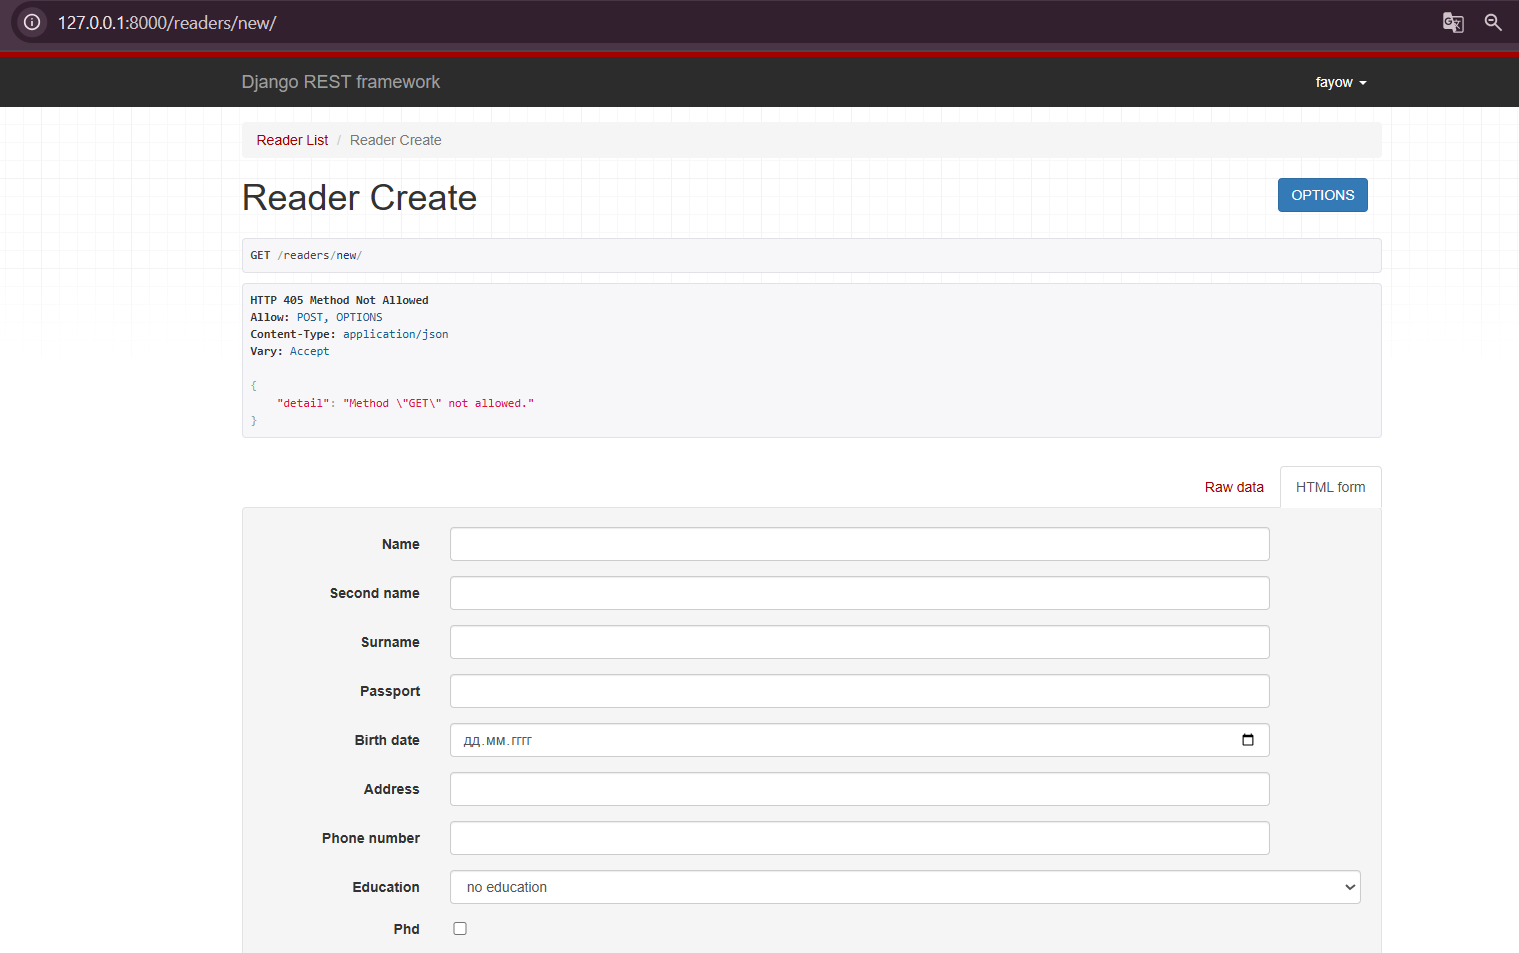 127.0.0.1:8000/readers/new/
Django REST framework
fayow
Reader List / Reader Create
Reader Create
OPTIONS
GET /readers/new/
HTTP 405 Method Not Allowed
Allow: POST, OPTIONS
Content-Type: application/json
Vary: Accept
{
"detail": "Method \"GET\" not allowed."
}
Raw data
HTML form
Name
Second name
Surname
Passport
Birth date
дд.мм.гггг
Address
Phone number
Education
no education
Phd